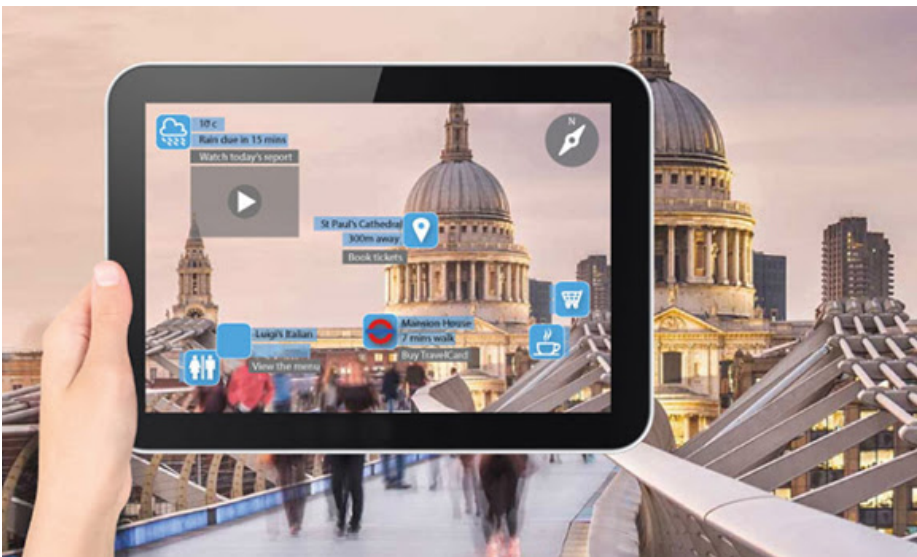 10 c
Rain due in 15 mins
Watch today's report
N
St Paul's Cathedral
300m away
Book tickets
Luigi's Italian
View the menu
Mansion House
7 mins walk
Buy TravelCard